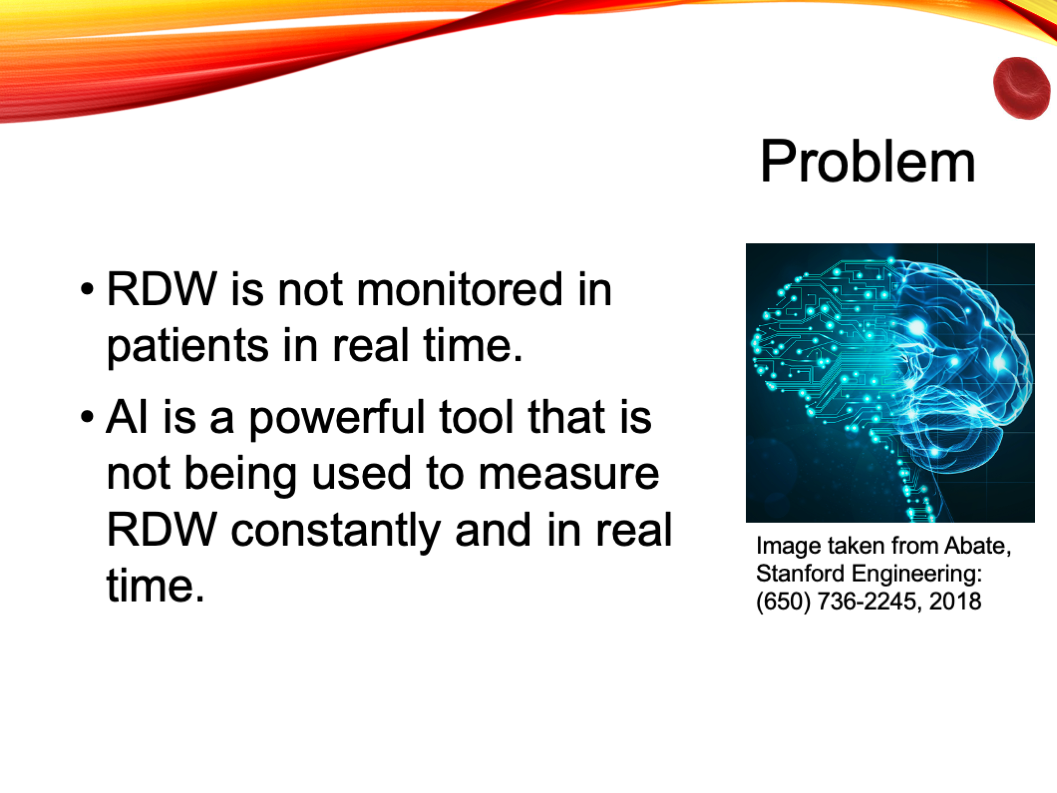 Problem
• RDW is not monitored in
patients in real time.
• AI is a powerful tool that is
not being used to measure
RDW constantly and in real
time.
Image taken from Abate,
Stanford Engineering:
(650) 736-2245, 2018